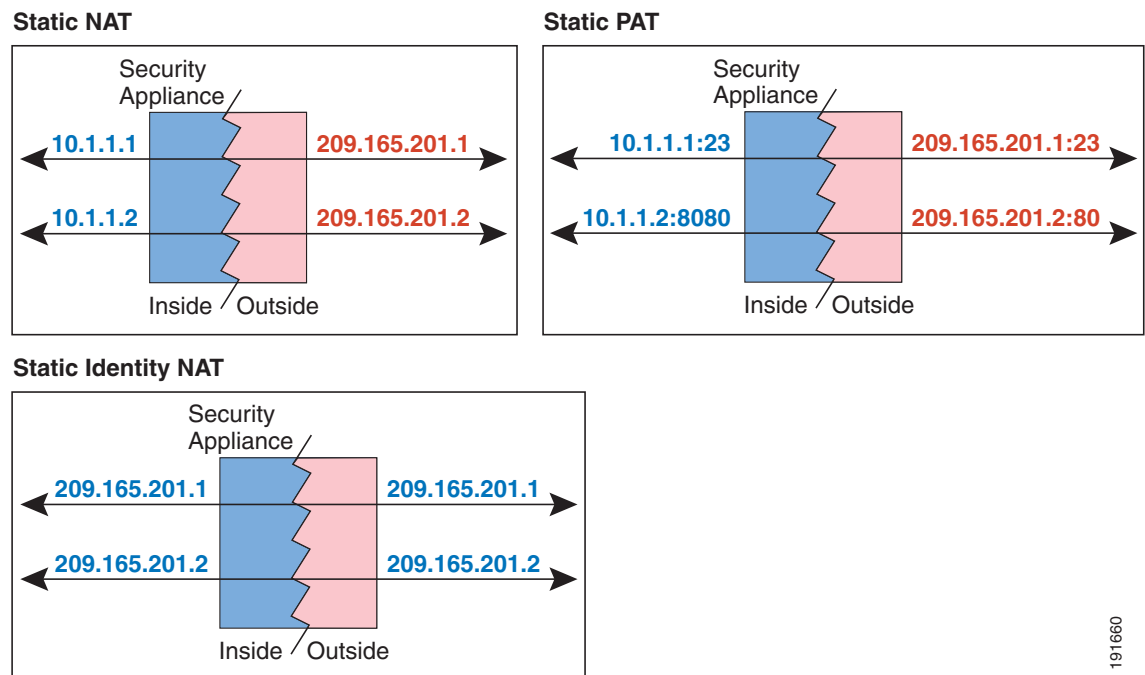 Static NAT
Security
Appliance
10.1.1.1
209.165.201.1
10.1.1.2
209.165.201.2
Inside
Outside
Static PAT
Security
Appliance
10.1.1.1:23
209.165.201.1:23
10.1.1.2:8080
209.165.201.2:80
Inside
Outside
Static Identity NAT
Security
Appliance
209.165.201.1
209.165.201.1
209.165.201.2
209.165.201.2
Inside
Outside
191660